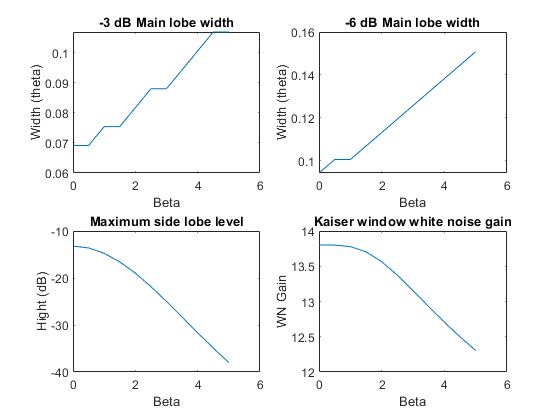 -3 dB Main lobe width
-6 dB Main lobe width
Width (theta)
0.1
0.09
0.08
0.07
0.06
0 2 4 6
Beta
Width (theta)
0.16
0.14
0.12
0.1
0 2 4 6
Beta
Maximum side lobe level
Kaiser window white noise gain
Hight (dB)
-10
-20
-30
-40
0 2 4 6
Beta
WN Gain
14
13.5
13
12.5
12
0 2 4 6
Beta